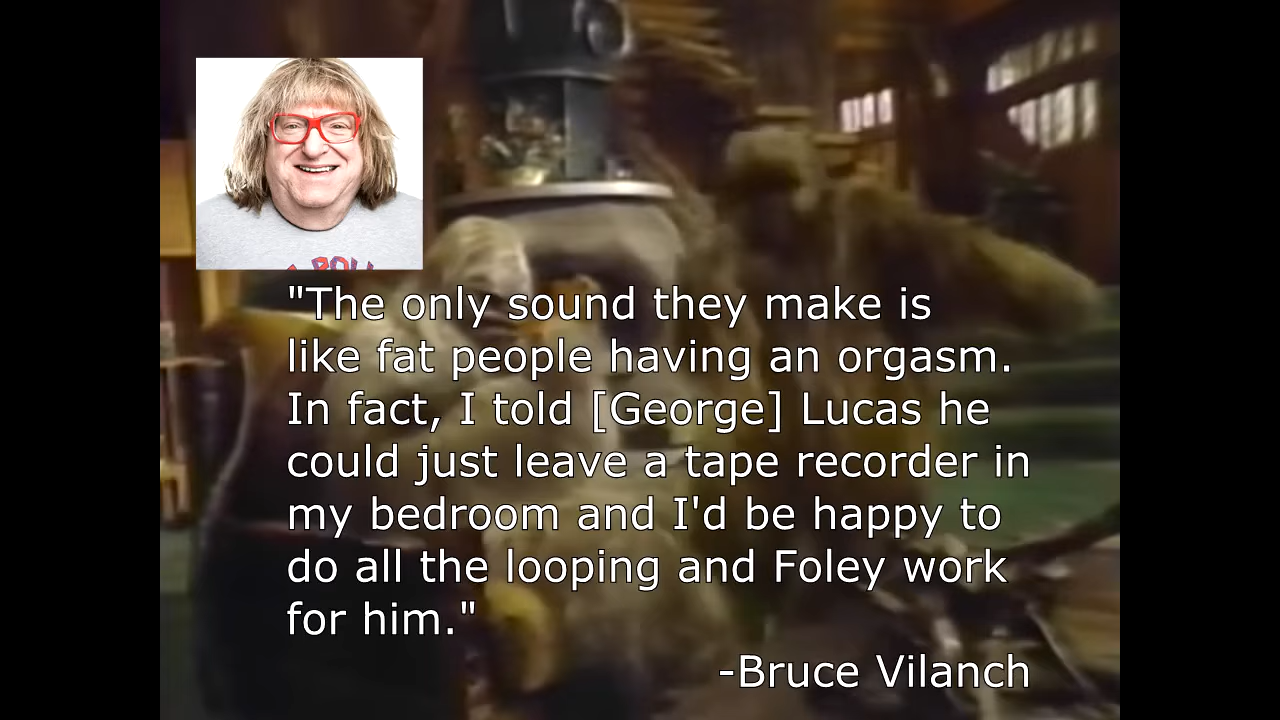 A POLL
"The only sound they make is
like fat people having an orgasm.
In fact, I told [George] Lucas he
could just leave a tape recorder in
my bedroom and I'd be happy to
do all the looping and Foley work
for him."
-Bruce Vilanch